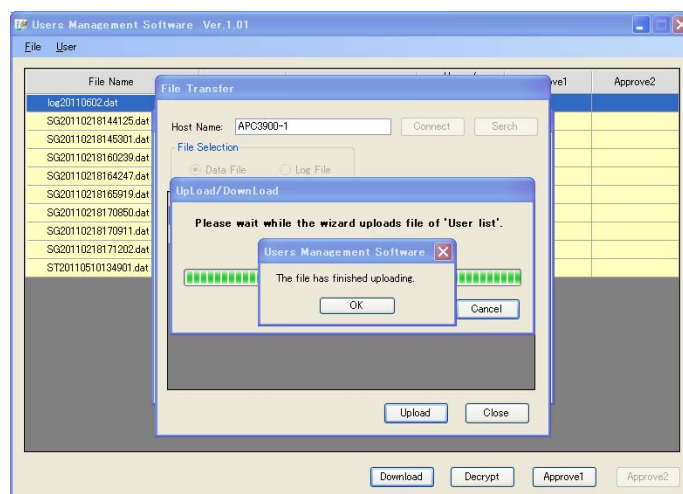 Users Management Software Ver.1.01
File User
File Name
ve1
Approve2
log20110602.dat
SG20110218144125.dat
SG20110218145301.dat
SG20110218160239.dat
SG20110218164247.dat
SG20110218165919.dat
SG20110218170850.dat
SG20110218170911.dat
SG20110218171202.dat
ST20110510134901.dat
File Transfer
Host Name: APC3900-1 Connect Serch
File Selection
Data File Log File
UpLoad/DownLoad
Please wait while the wizard uploads file of 'User list'.
Users Management Software
The file has finished uploading.
OK
Cancel
Upload Close
Download Decrypt Approve1 Approve2